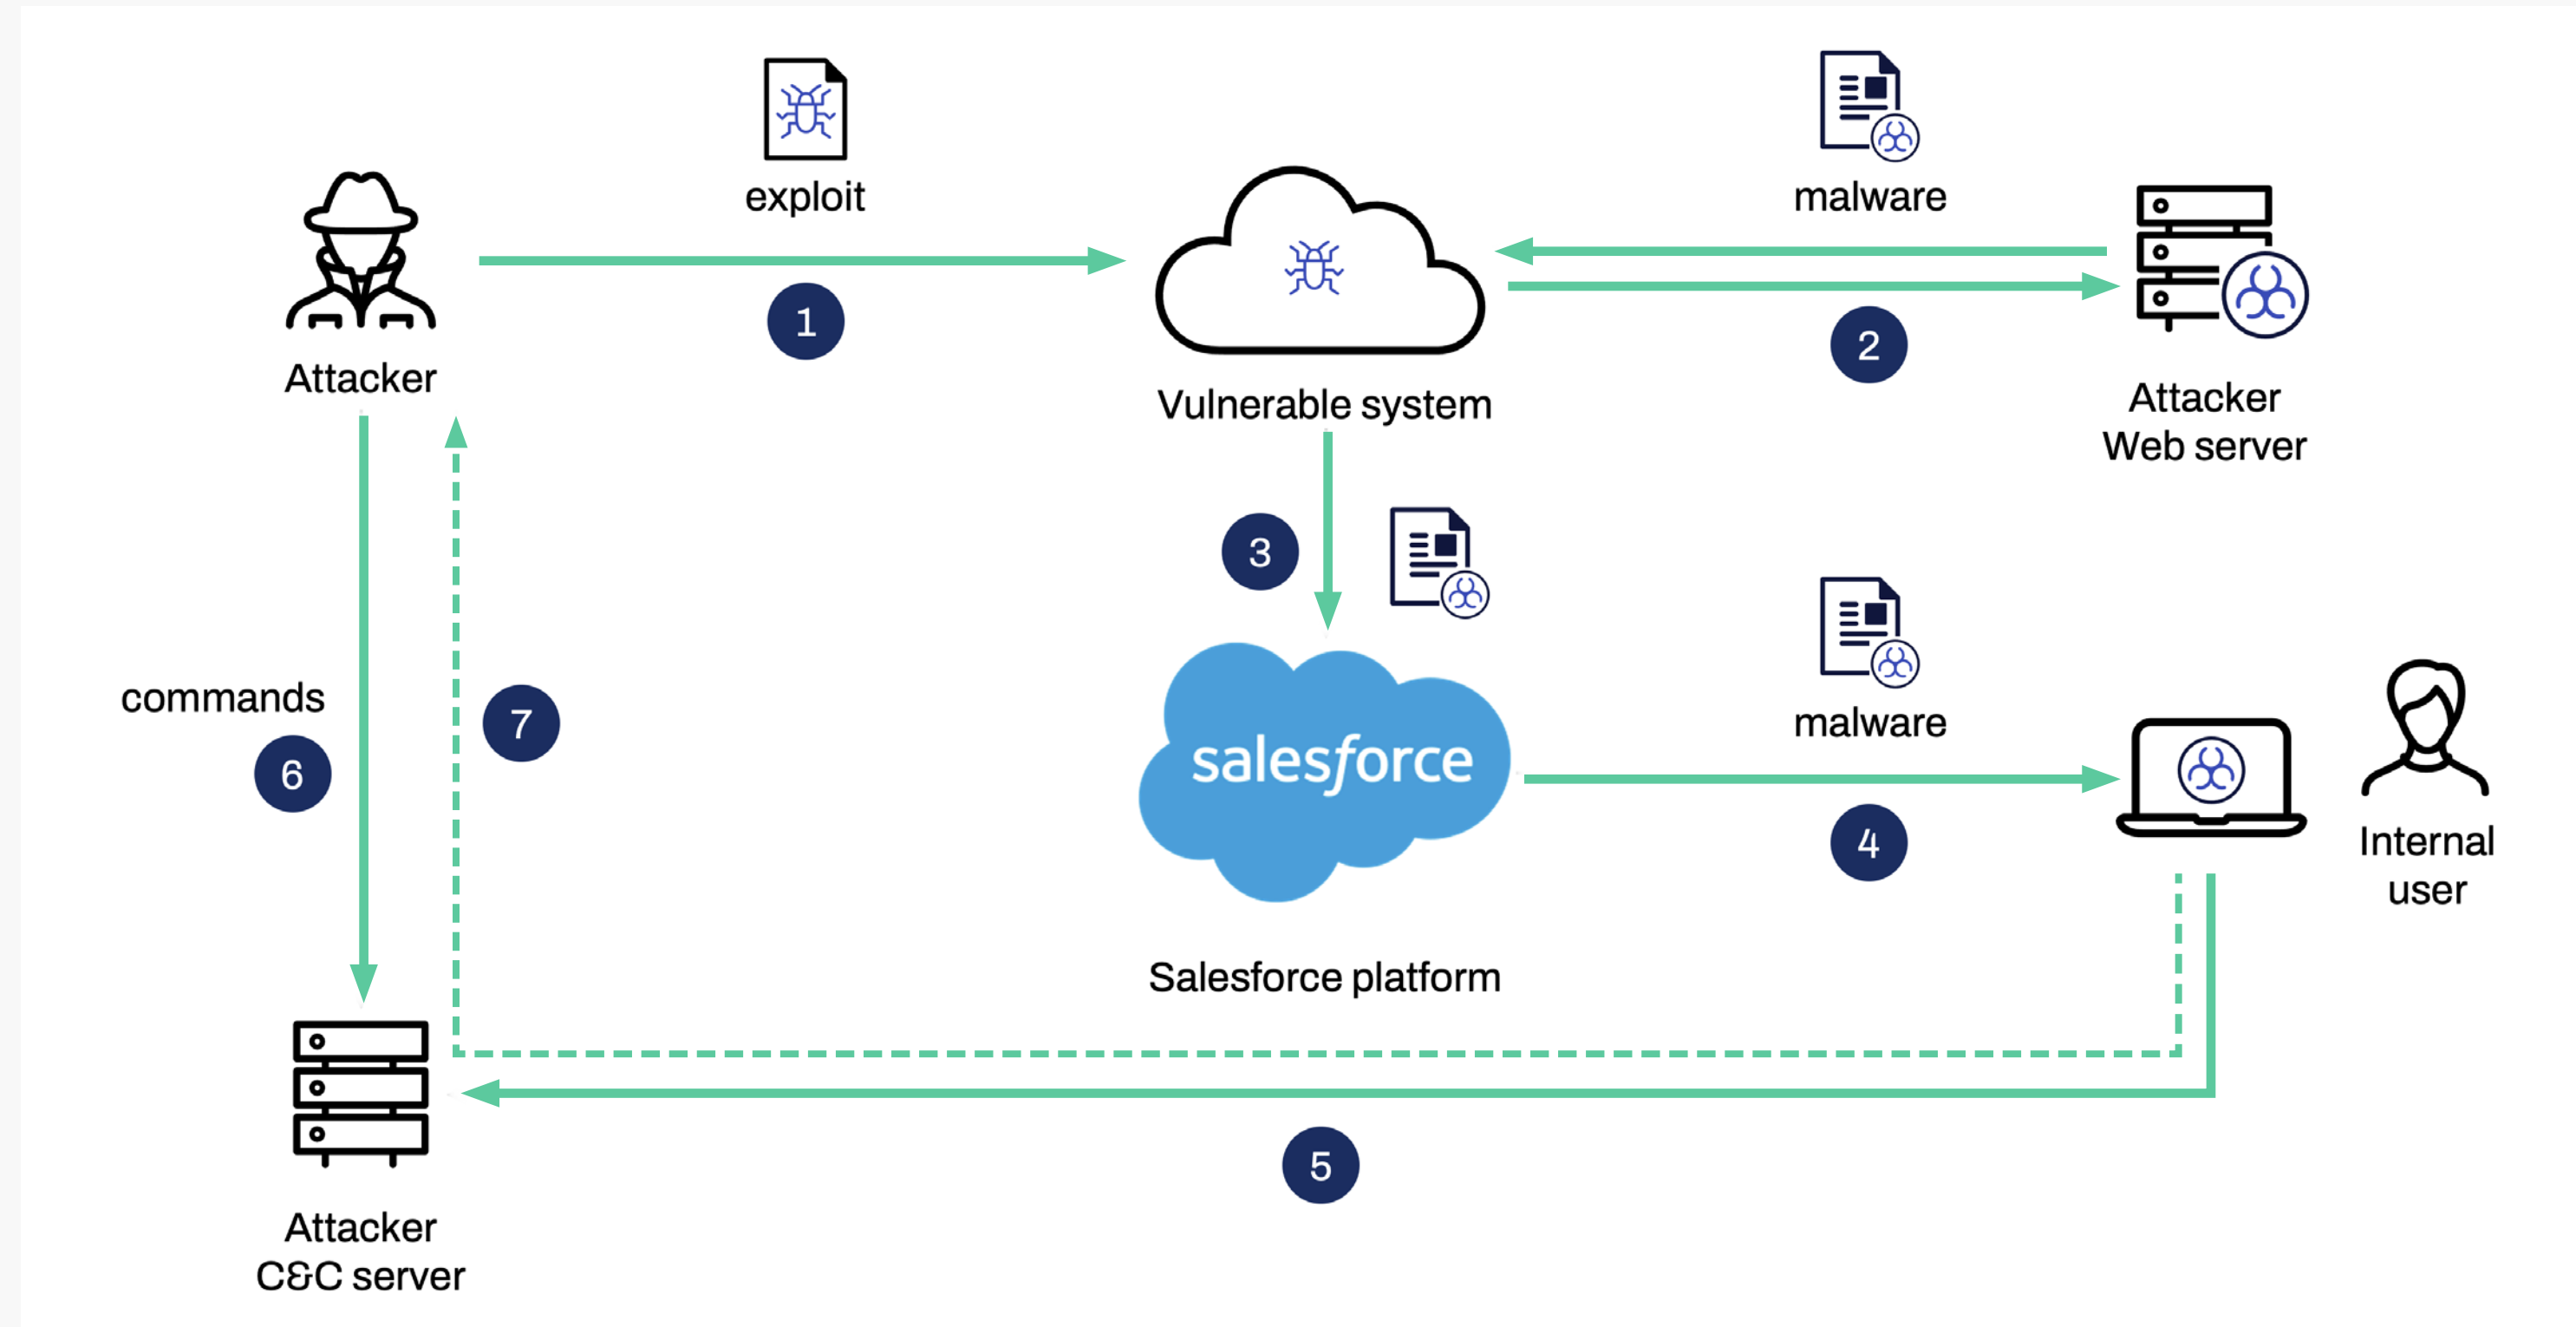 exploit
malware
1
2
Attacker
Vulnerable system
Attacker
Web server
3
commands
6
7
salesforce
malware
4
Internal
user
Salesforce platform
5
Attacker
C&C server